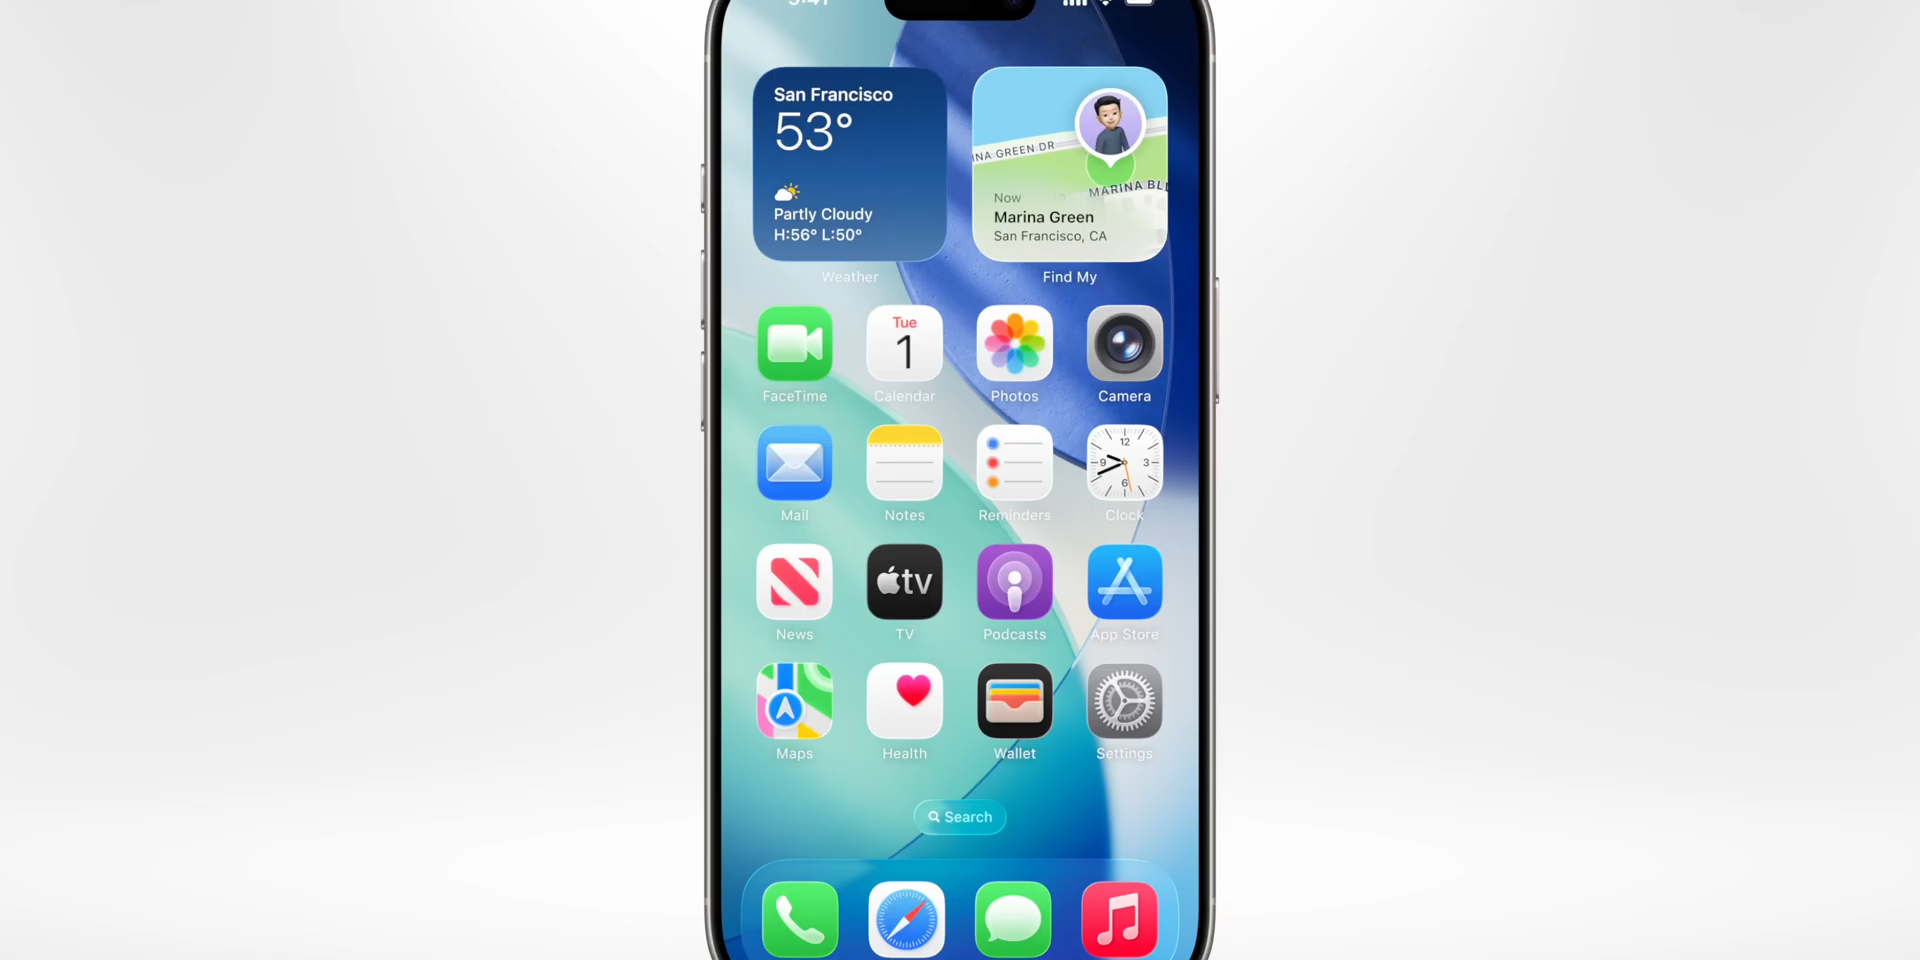 San Francisco
53°
Partly Cloudy
H:56° L:50°
Weather
INA GREEN DR
MARINA BL
Now
Marina Green
San Francisco, CA
Find My
Tue
1
FaceTime
Calendar
Photos
Camera
12
9
3
6
Mail
Notes
Reminders
Clock
tv
News
TV
Podcasts
App Store
Maps
Health
Wallet
Settings
Search